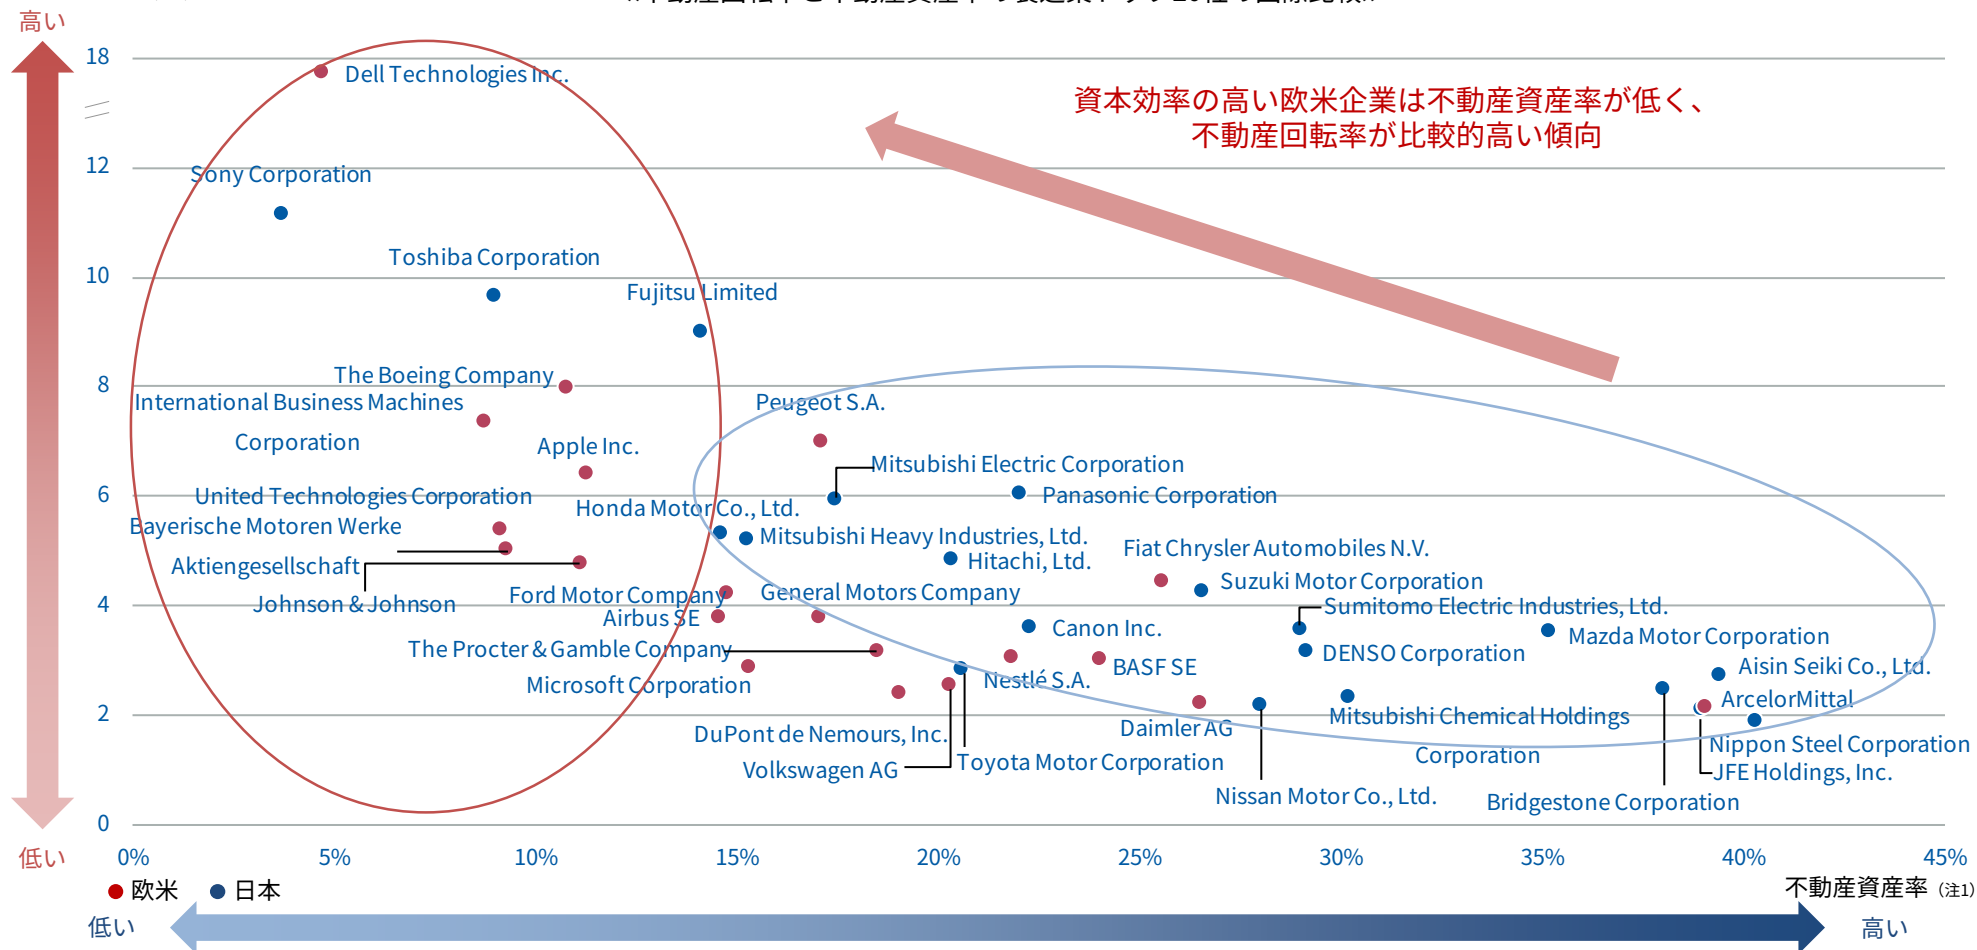 高い
18
Dell Technologies Inc.
資本効率の高い欧米企業は不動産資産率が低く、
不動産回転率が比較的高い傾向
12
Sony Corporation
Toshiba Corporation
10
Fujitsu Limited
The Boeing Company
8
International Business Machines
Corporation
Peugeot S.A.
Apple Inc.
Mitsubishi Electric Corporation
6
United Technologies Corporation
Panasonic Corporation
Honda Motor Co., Ltd.
Bayerische Motoren Werke
Aktiengesellschaft
Mitsubishi Heavy Industries, Ltd.
Fiat Chrysler Automobiles N.V.
Hitachi, Ltd.
Suzuki Motor Corporation
Johnson & Johnson
Ford Motor Company
General Motors Company
4
Sumitomo Electric Industries, Ltd.
Airbus SE
Canon Inc.
Mazda Motor Corporation
The Procter & Gamble Company
DENSO Corporation
BASF SE
Aisin Seiki Co., Ltd.
Microsoft Corporation
Nestlé S.A.
ArcelorMittal
2
Mitsubishi Chemical Holdings
Corporation
DuPont de Nemours, Inc.
Daimler AG
Nippon Steel Corporation
Volkswagen AG
Toyota Motor Corporation
JFE Holdings, Inc.
Nissan Motor Co., Ltd.
Bridgestone Corporation
0
低い
0% 5% 10% 15% 20% 25% 30% 35% 40% 45%
欧米 日本
不動産資産率（注1）
低い 高い